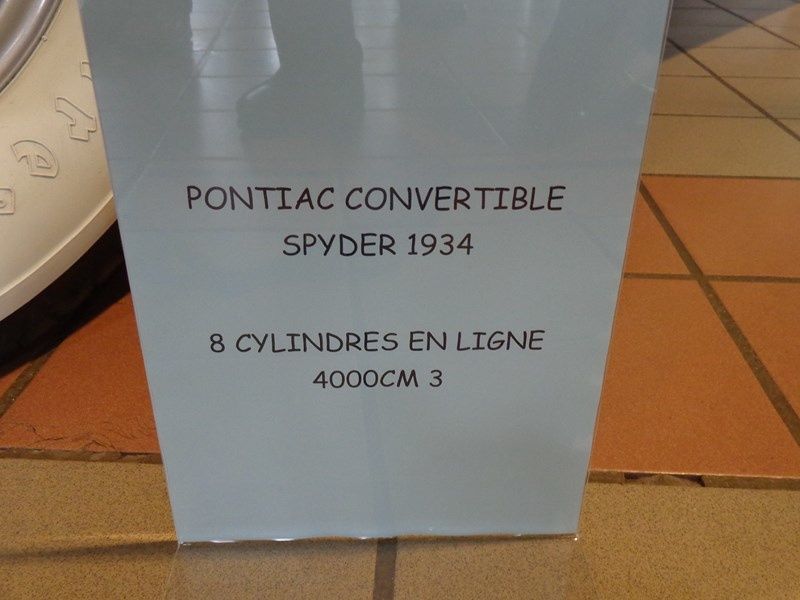 PONTIAC CONVERTIBLE
SPYDER 1934
8 CYLINDRES EN LIGNE
4000CM 3